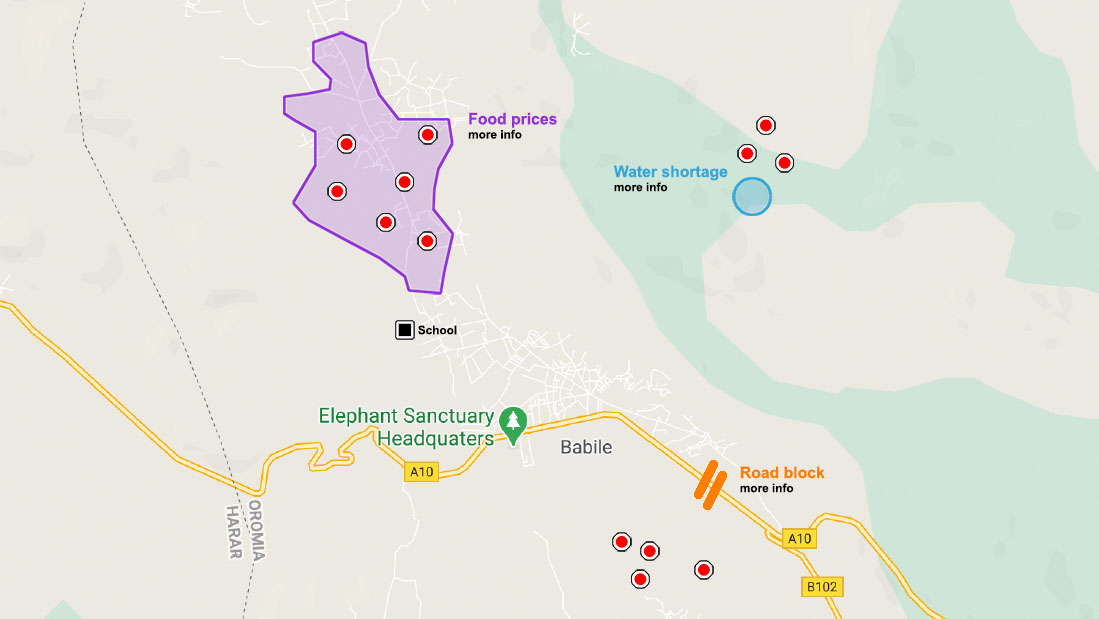 Food prices
more info
Water shortage
more info
School
Elephant Sanctuary
Headquaters
Babile
A10
Road block
more info
OROMIA
HARAR
A10
B102